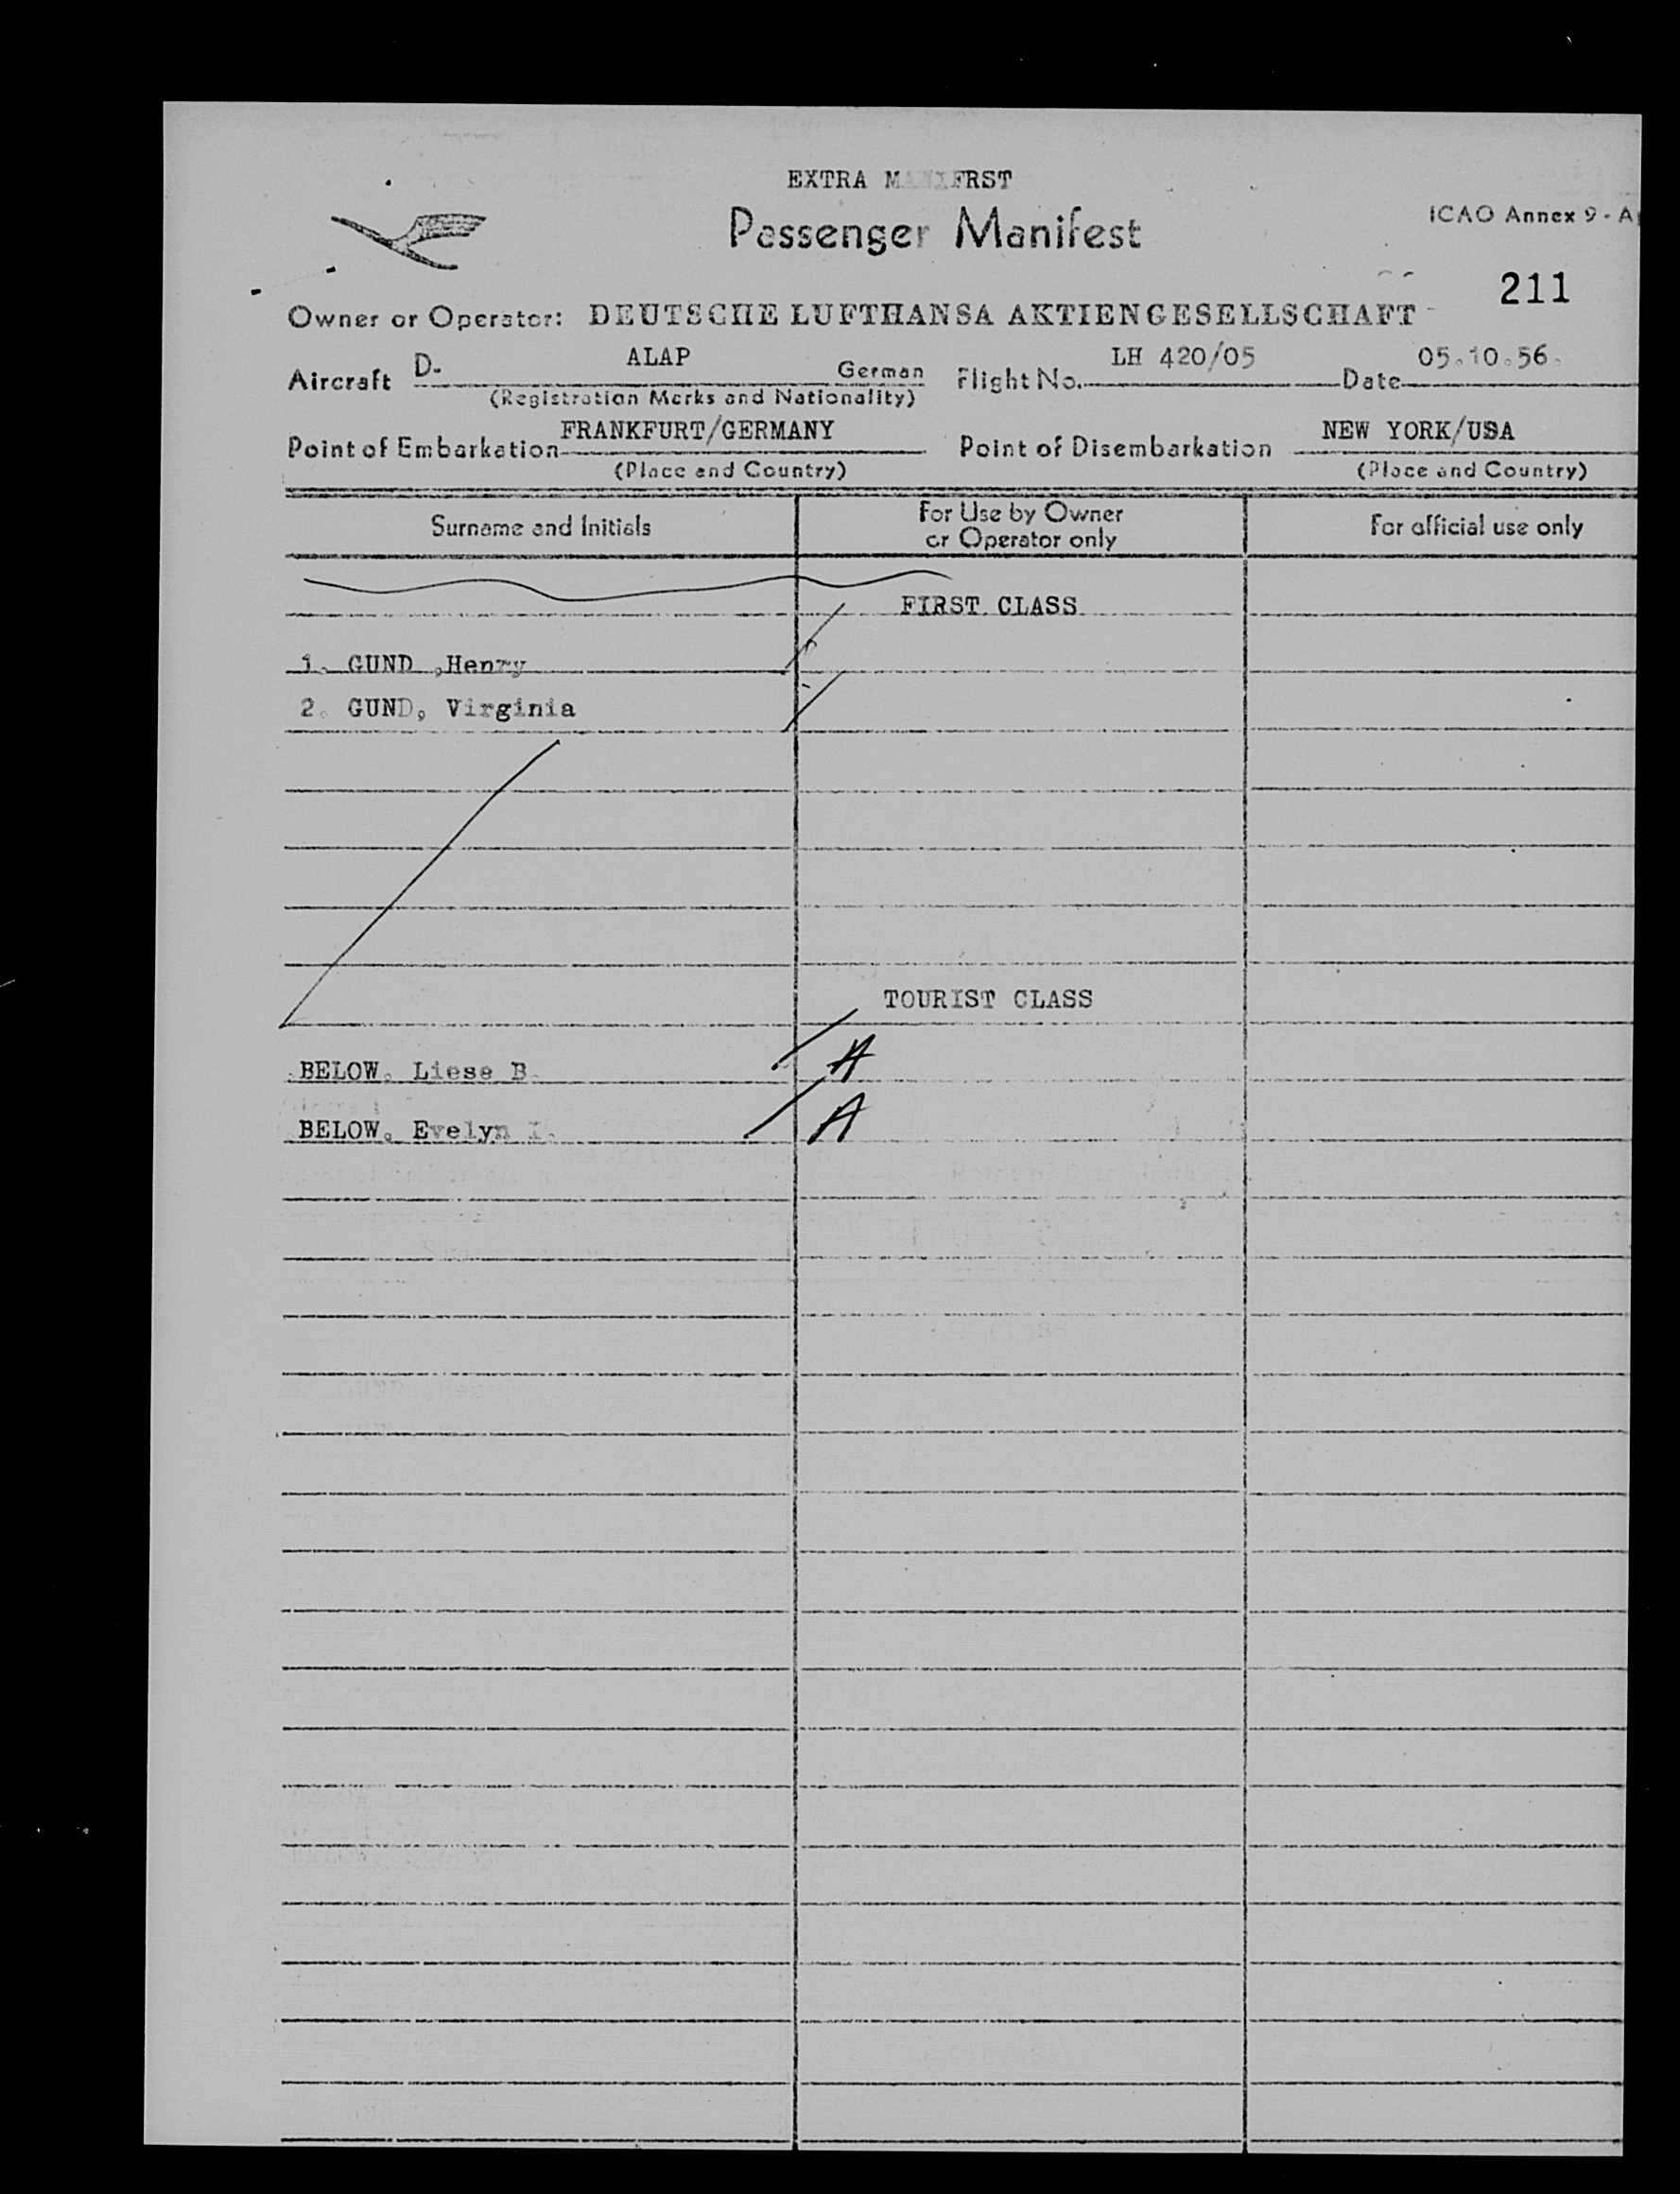 EXTRA MANIFRST
Passenger Manifest
ICAO Annex 9 - A
211
Owner or Operator: DEUTSCHE LUFTHANSA AKTIENGESELLSCHAFT
Aircraft D- ALAP German Flight No. LH 420/05 Date 05.10.56.
(Registration Marks and Nationality)
Point of Embarkation FRANKFURT/GERMANY Point of Disembarkation NEW YORK/USA
(Place and Country) (Place and Country)
Surname and Initials
For Use by Owner
or Operator only
For official use only
FIRST CLASS
1. GUND ,Henry
2. GUND, Virginia
TOURIST CLASS
BELOW, Liese B. A
BELOW, Evelyn I. A